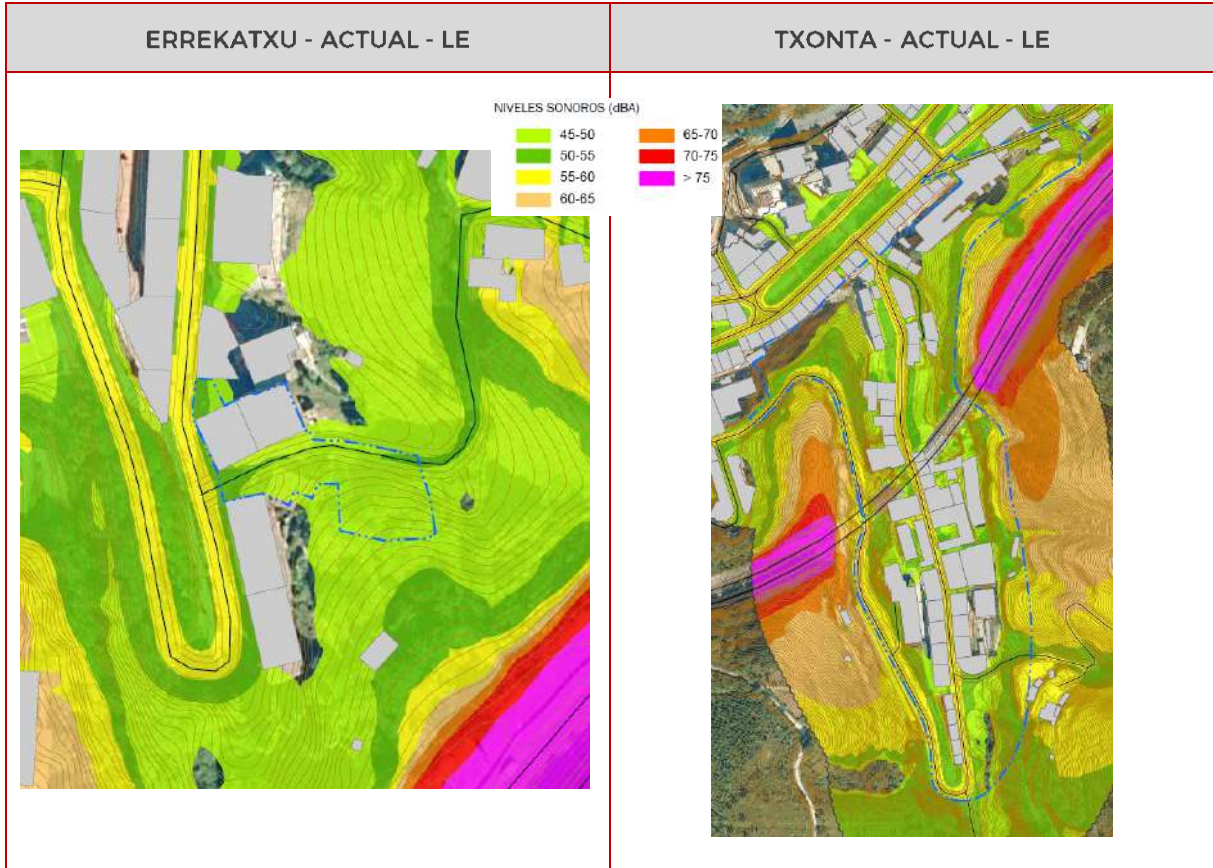 ERREKATXU - ACTUAL - LE
TXONTA - ACTUAL - LE
NIVELES SONOROS (dBA)
45-50
50-55
55-60
60-65
65-70
70-75
> 75